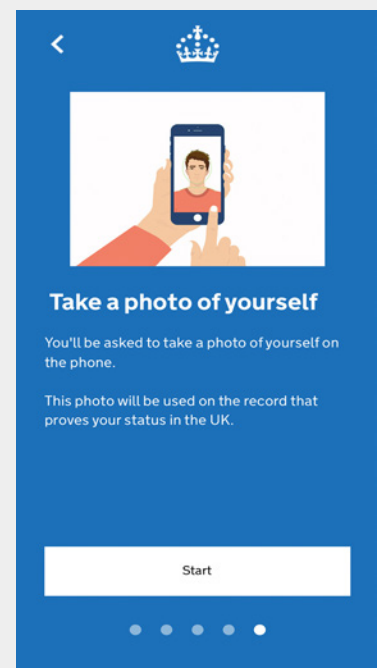 Take a photo of yourself
You'll be asked to take a photo of yourself on
the phone.
This photo will be used on the record that
proves your status in the UK.
Start